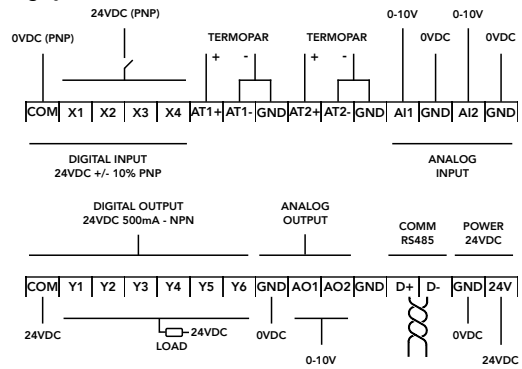 24VDC (PNP)
0-10V 0-10V
0VDC (PNP) TERMOPAR TERMOPAR 0VDC 0VDC
+ - + -
COM X1 X2 X3 X4 AT1+ AT1- GND AT2+ AT2- GND AI1 GND AI2 GND
DIGITAL INPUT
24VDC +/- 10% PNP
ANALOG
INPUT
DIGITAL OUTPUT
24VDC 500mA - NPN
ANALOG
OUTPUT
COMM
RS485
POWER
24VDC
COM Y1 Y2 Y3 Y4 Y5 Y6 GND AO1 AO2 GND D+ D- GND 24V
24VDC 24VDC 0VDC 0VDC
LOAD
0-10V 24VDC